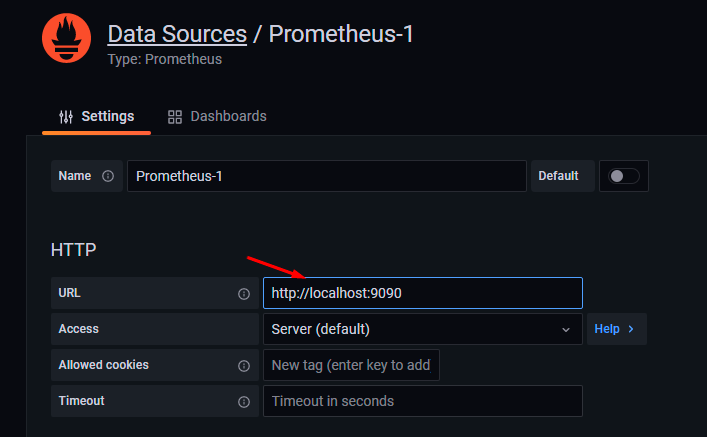 Data Sources / Prometheus-1
Type: Prometheus
Settings
Dashboards
Name
Prometheus-1
Default
HTTP
URL
http://localhost:9090
Access
Server (default)
Help
Allowed cookies
New tag (enter key to add
Timeout
Timeout in seconds